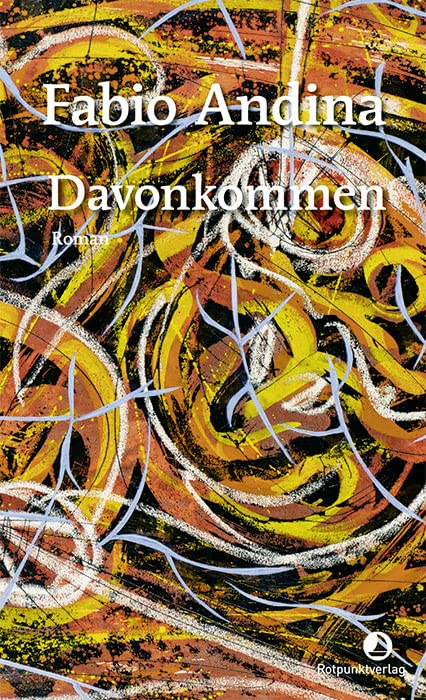 Fabio Andina
Davonkommen
Roman
Rotpunktverlag